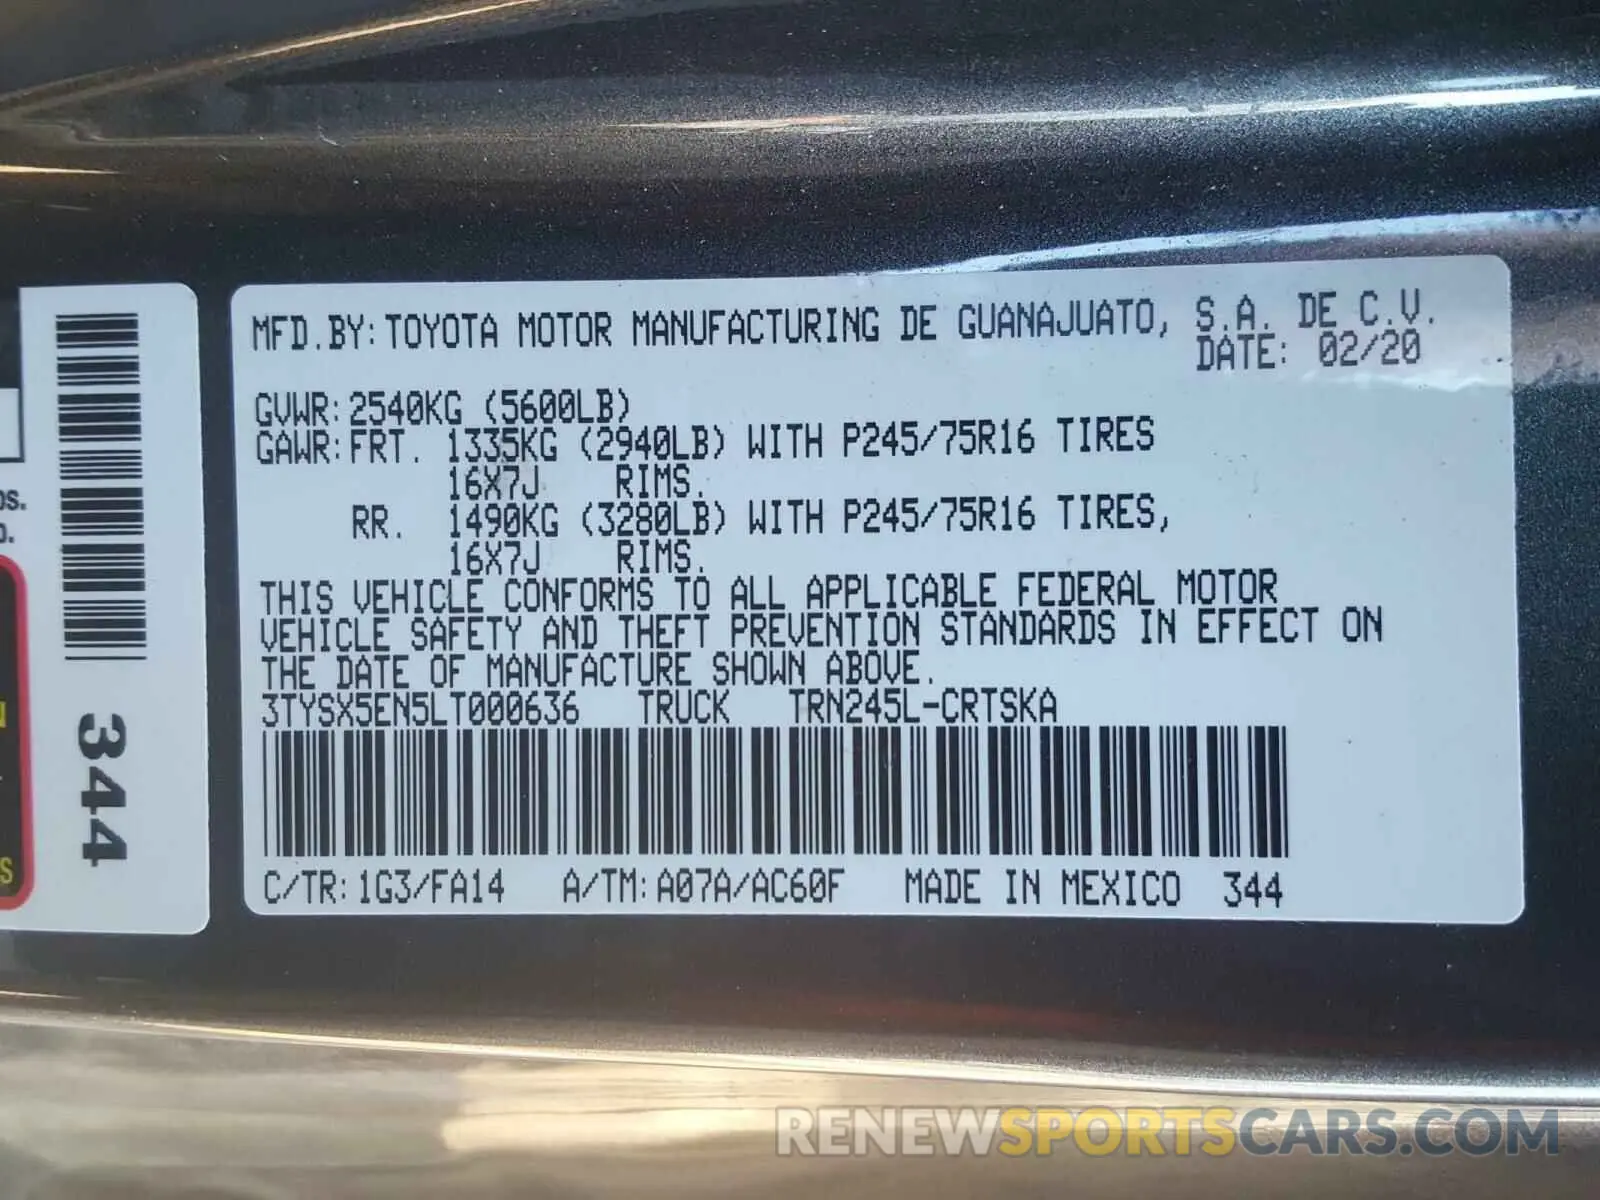 MFD.BY:TOYOTA MOTOR MANUFACTURING DE GUANAJUATO, S.A. DE C.V.
DATE: 02/20
GVWR:2540KG (5600LB)
GAWR:FRT. 1335KG (2940LB) WITH P245/75R16 TIRES
16X7J RIMS.
RR. 1490KG (3280LB) WITH P245/75R16 TIRES,
16X7J RIMS.
THIS VEHICLE CONFORMS TO ALL APPLICABLE FEDERAL MOTOR
VEHICLE SAFETY AND THEFT PREVENTION STANDARDS IN EFFECT ON
THE DATE OF MANUFACTURE SHOWN ABOVE.
3TYSX5EN5LT000636 TRUCK TRN245L-CRTSKA
C/TR:1G3/FA14 A/TM:A07A/AC60F MADE IN MEXICO 344
344
RENEWSPORTSCARS.COM